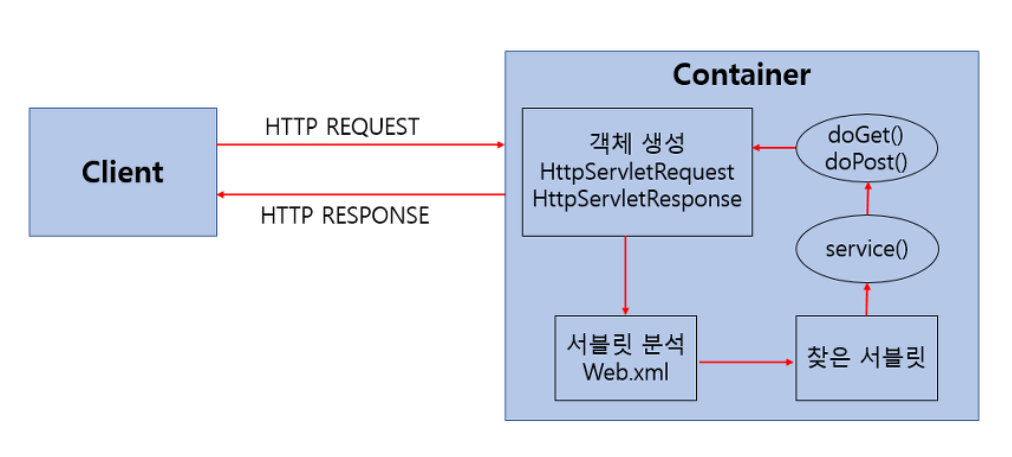 Container
Client
HTTP REQUEST
HTTP RESPONSE
객체 생성
HttpServletRequest
HttpServletResponse
doGet()
doPost()
service()
서블릿 분석
Web.xml
찾은 서블릿